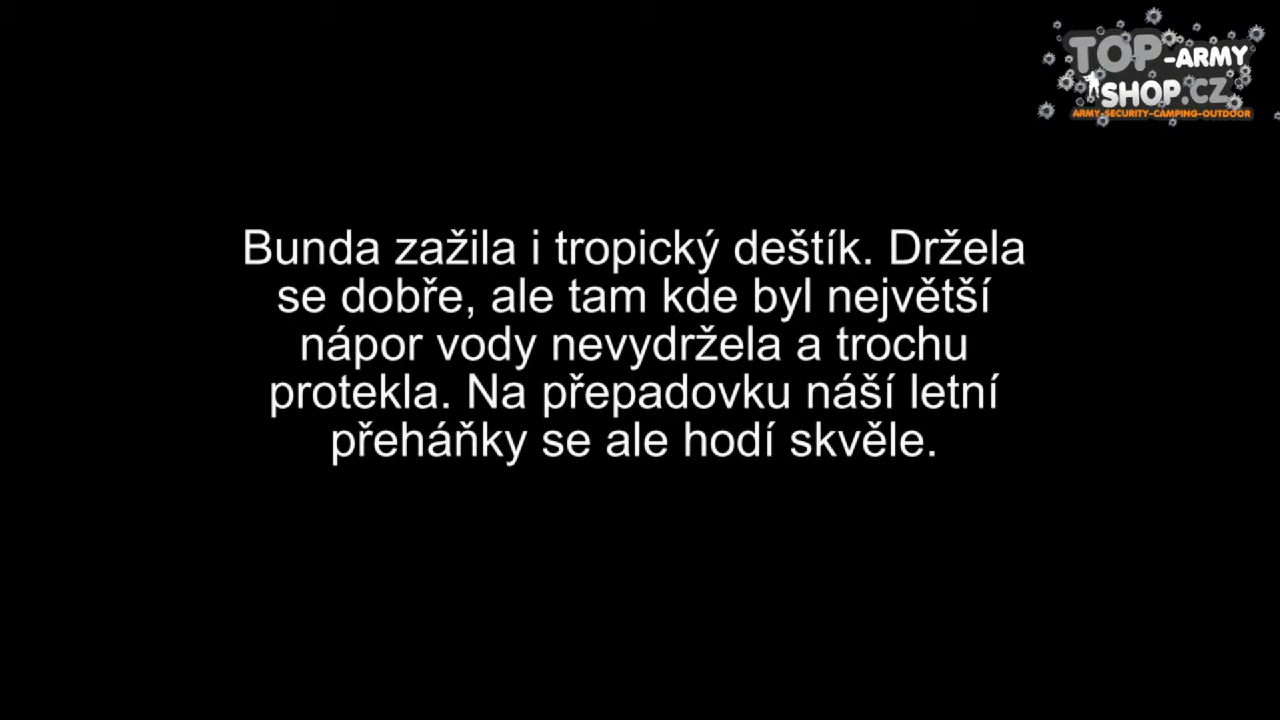 TOP-ARMY
SHOP.CZ
ARMY-SECURITY-CAMPING-OUTDOOR
Bunda zažila i tropický deštík. Držela
se dobře, ale tam kde byl největší
nápor vody nevydržela a trochu
protekla. Na přepadovku náší letní
přeháňky se ale hodí skvěle.